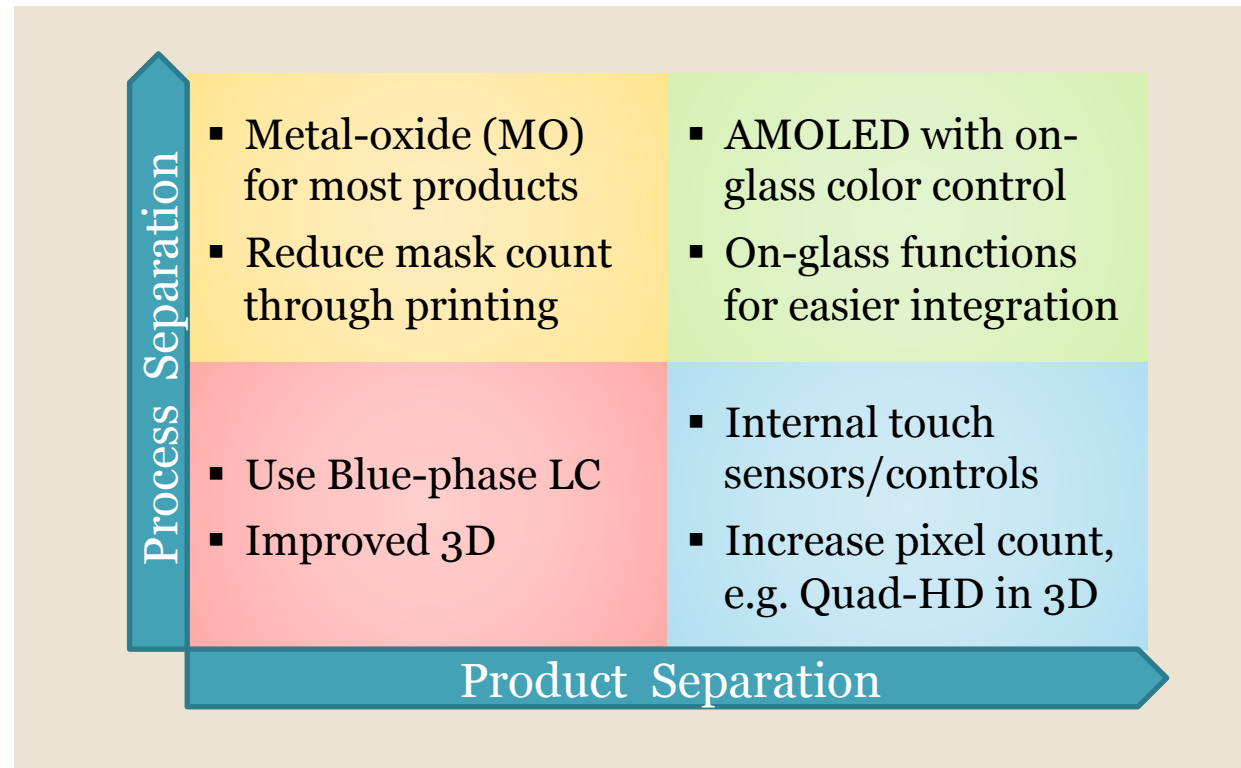 Process Separation
▪ Metal-oxide (MO)
for most products
▪ Reduce mask count
through printing
▪ AMOLED with on-
glass color control
▪ On-glass functions
for easier integration
▪ Use Blue-phase LC
▪ Improved 3D
▪ Internal touch
sensors/controls
▪ Increase pixel count,
e.g. Quad-HD in 3D
Product Separation